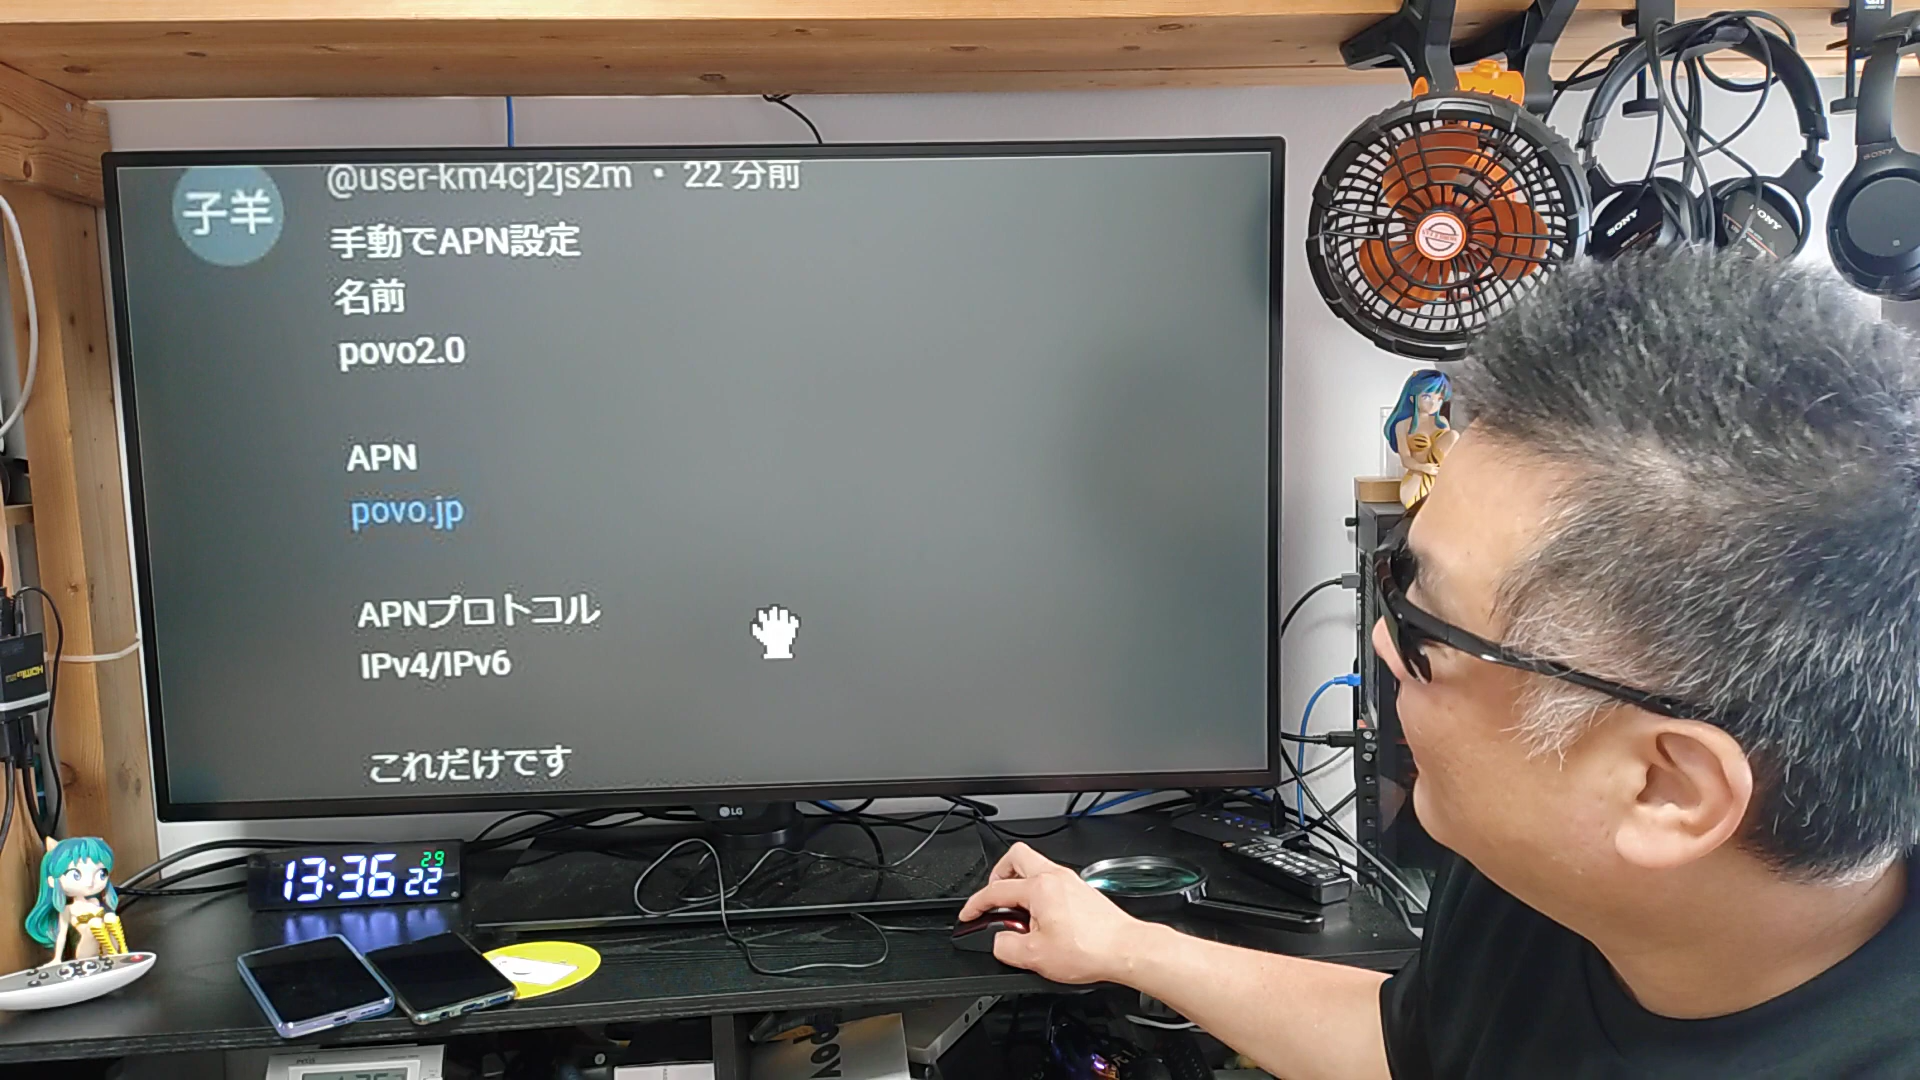 子羊
@user-km4cj2js2m・22 分前
手動でAPN設定
名前
povo2.0
APN
povo.jp
APNプロトコル
IPv4/IPv6
これだけです
LG
13:36 22
29
SONY
SONY
SONY